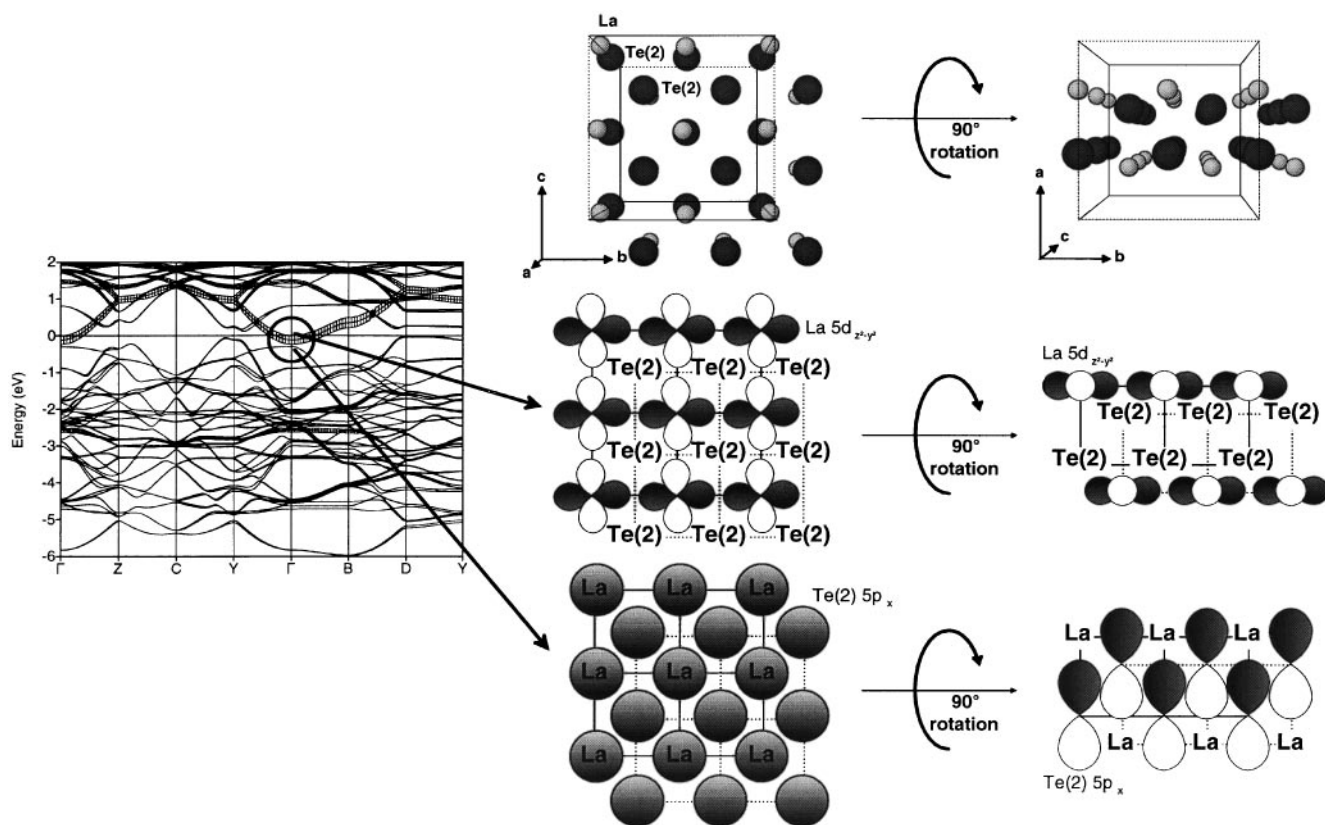 La
Te(2)
Te(2)
c
b
a
90°
rotation
a
c
b
Energy (eV)
2
1
0
-1
-2
-3
-4
-5
-6
Γ Z C Y Γ B D Y
La 5d z²-y²
Te(2) Te(2) Te(2)
Te(2) Te(2) Te(2)
Te(2) Te(2) Te(2)
90°
rotation
La 5d z²-y²
Te(2) Te(2) Te(2)
Te(2) Te(2) Te(2)
La La La
Te(2) 5p x
La La La
La La La
90°
rotation
La La La
La La La
Te(2) 5p x